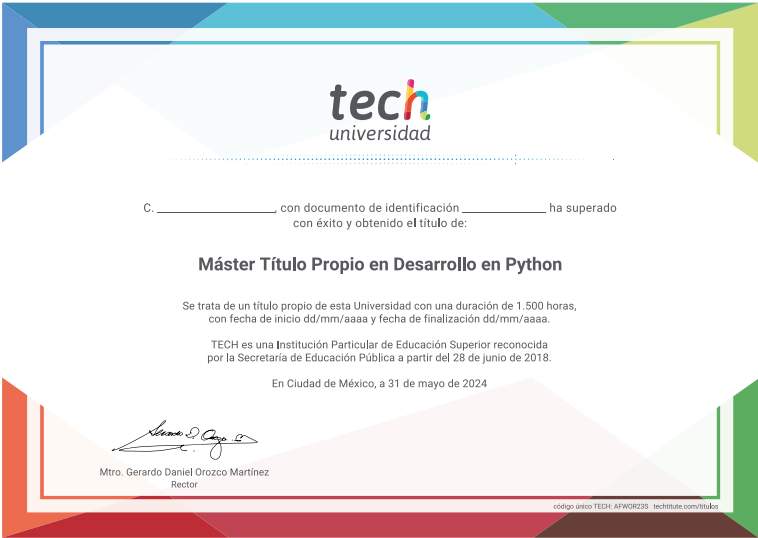 tech
universidad
C. ____________________, con documento de identificación ______________ ha superado
con éxito y obtenido el título de:
Máster Título Propio en Desarrollo en Python
Se trata de un título propio de esta Universidad con una duración de 1.500 horas,
con fecha de inicio dd/mm/aaaa y fecha de finalización dd/mm/aaaa.
TECH es una Institución Particular de Educación Superior reconocida
por la Secretaría de Educación Pública a partir del 28 de junio de 2018.
En Ciudad de México, a 31 de mayo de 2024
Mtro. Gerardo Daniel Orozco Martínez
Rector
código único TECH: AFWOR23S techtitute.com/titulos